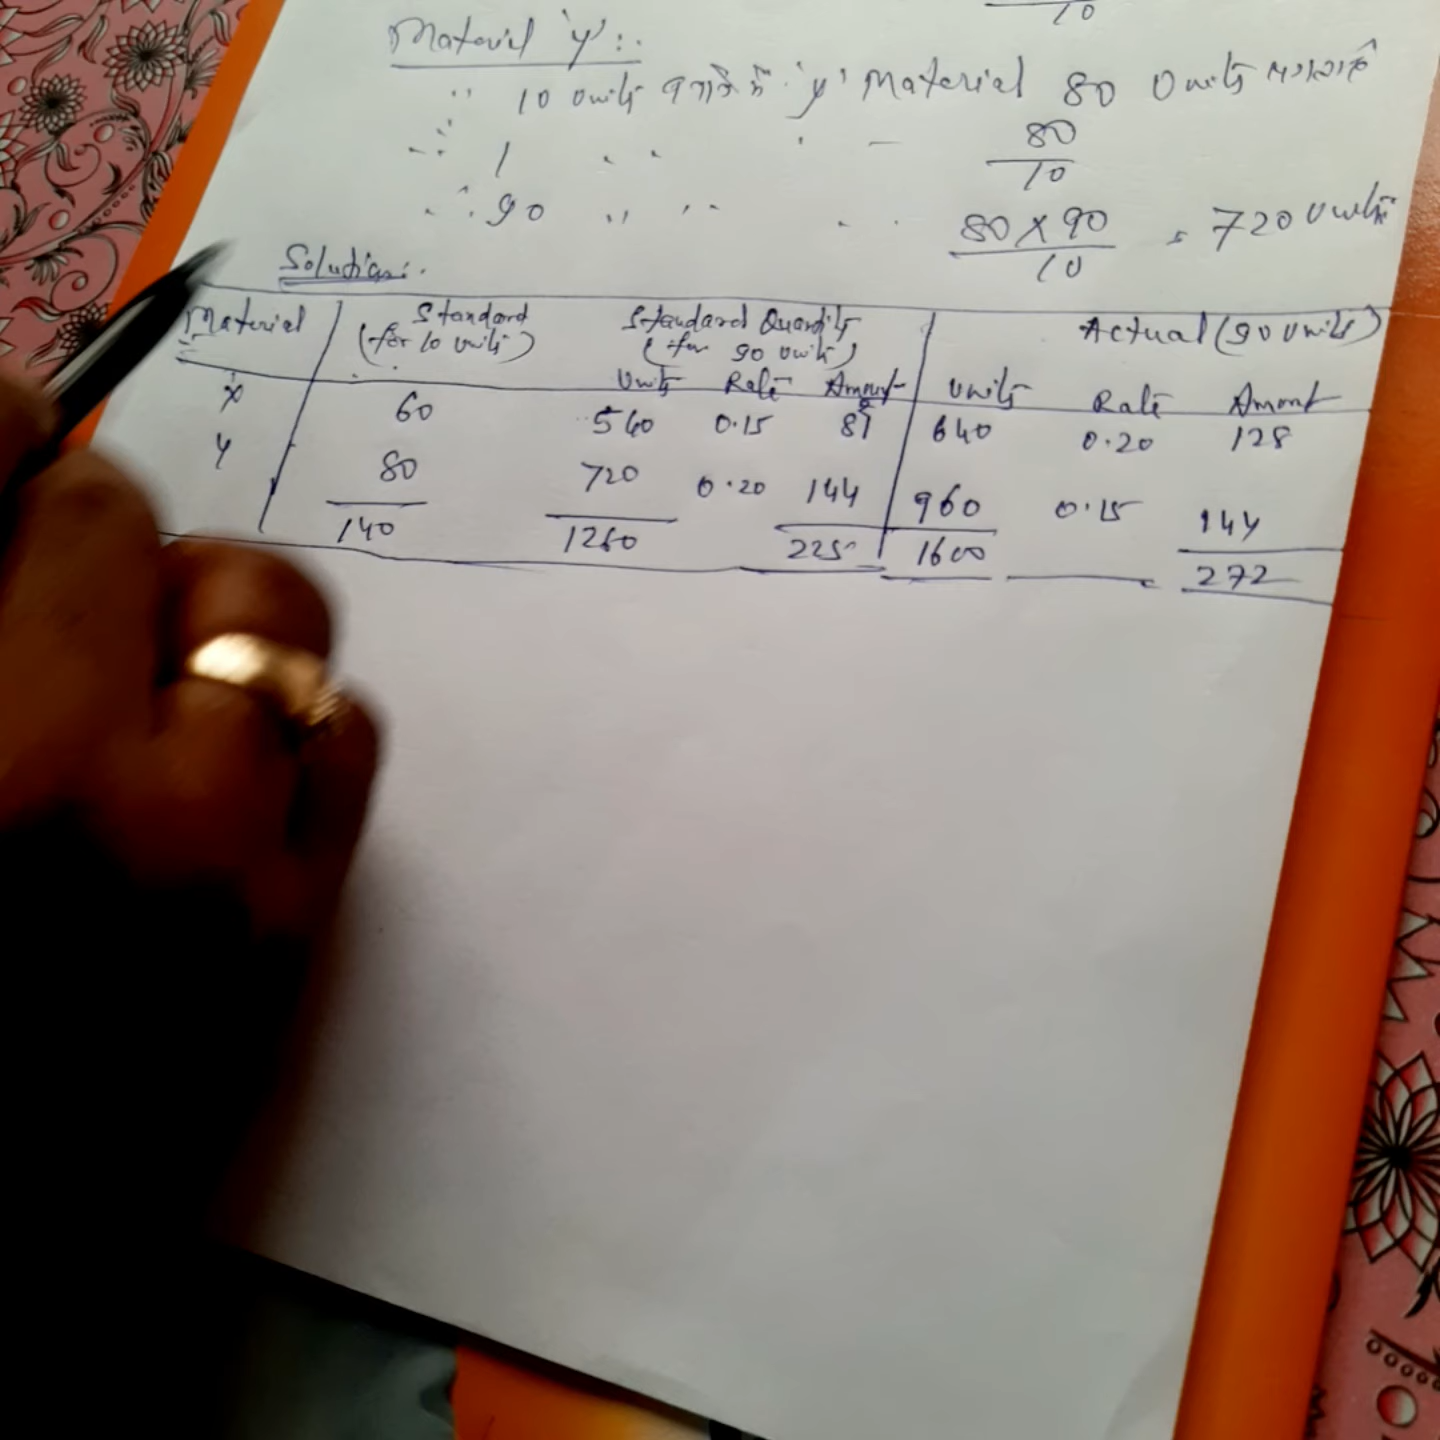 10
Material 'y' :.
∵ 10 Units 'y' Material 80 Units
∴ 1 " " - 80/10
∴ 90 " " 80 X 90/10 = 720 Units
Solution:.
Material Standard Standard Quantity Actual (90 Units)
(for 10 Units) (for 90 Units)
Units Rate Amount Units Rate Amount
x 60 540 0.15 81 640 0.20 128
y 80 720 0.20 144 960 0.15 144
140 1260 225 1600 272